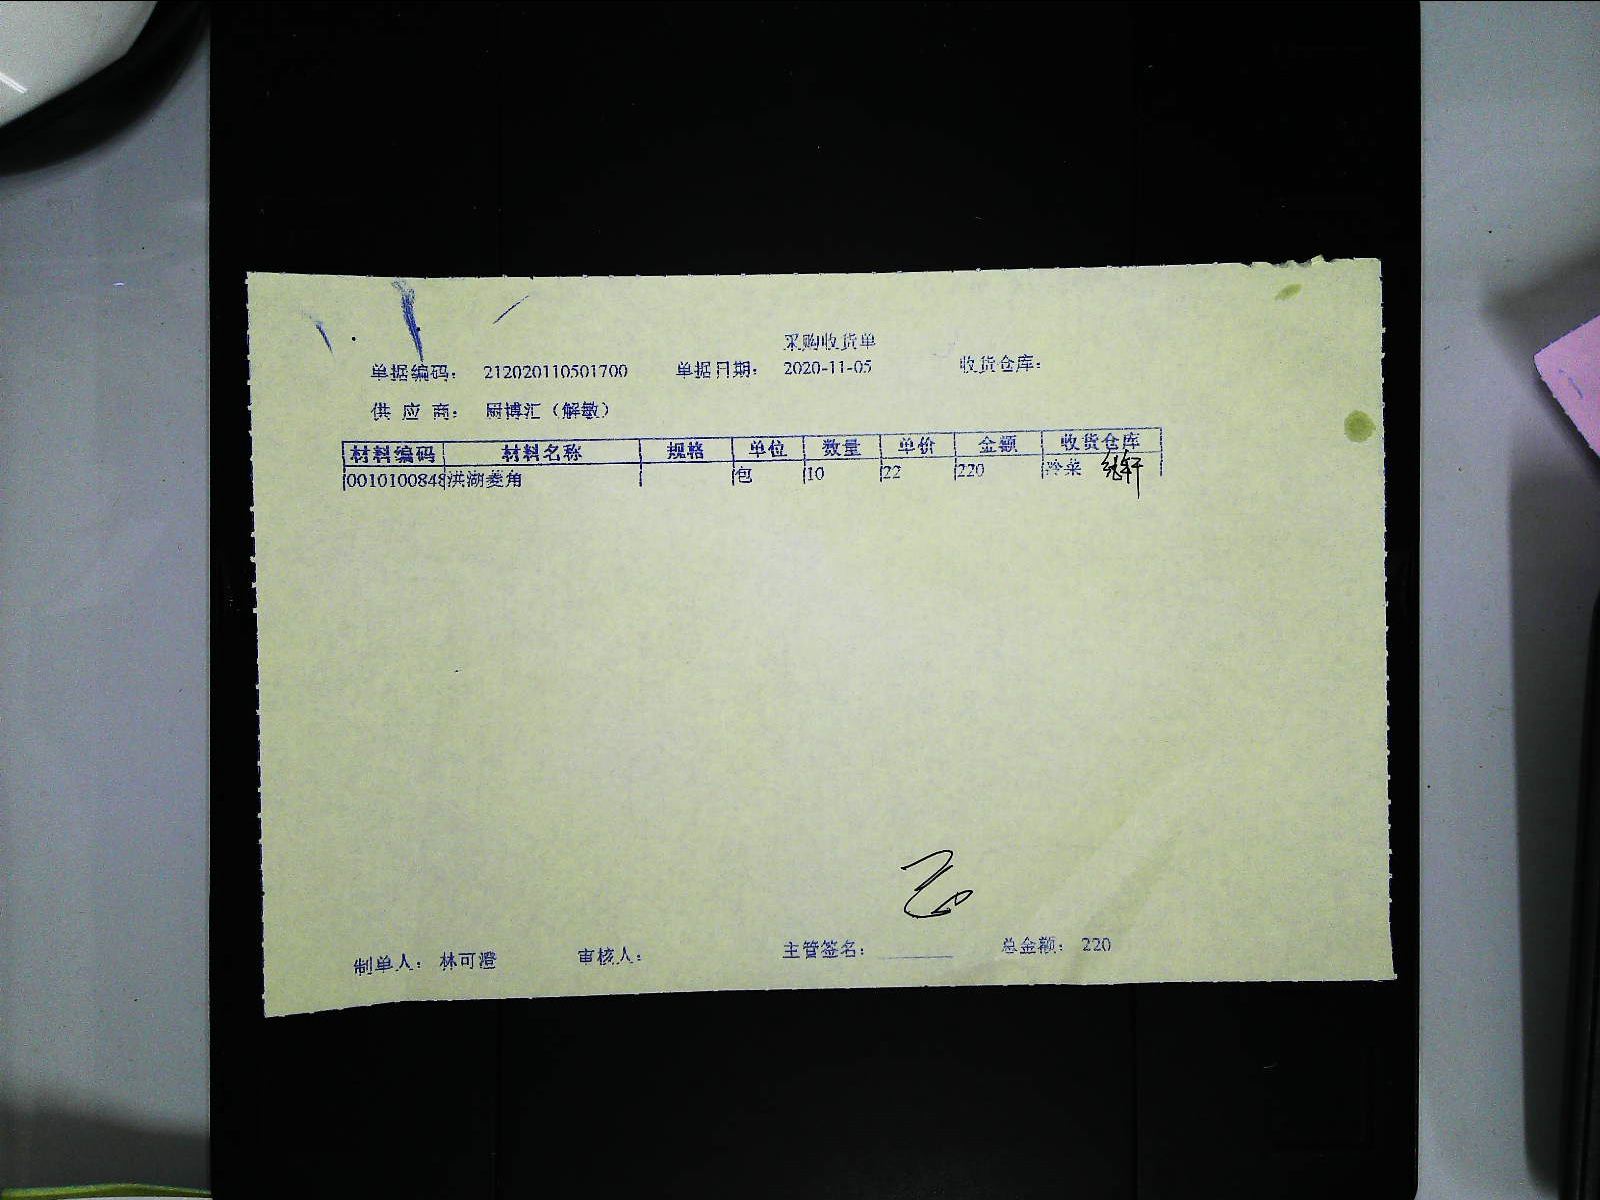 采购收货单
单据编码： 212020110501700 单据日期： 2020-11-05 收货仓库：
供应商： 厨博汇（解敏）
材料编码 材料名称 规格 单位 数量 单价 金额 收货仓库
0010100848 洪湖菱角 包 10 22 220 冷菜
制单人： 林可澄 审核人： 主管签名： 总金额： 220